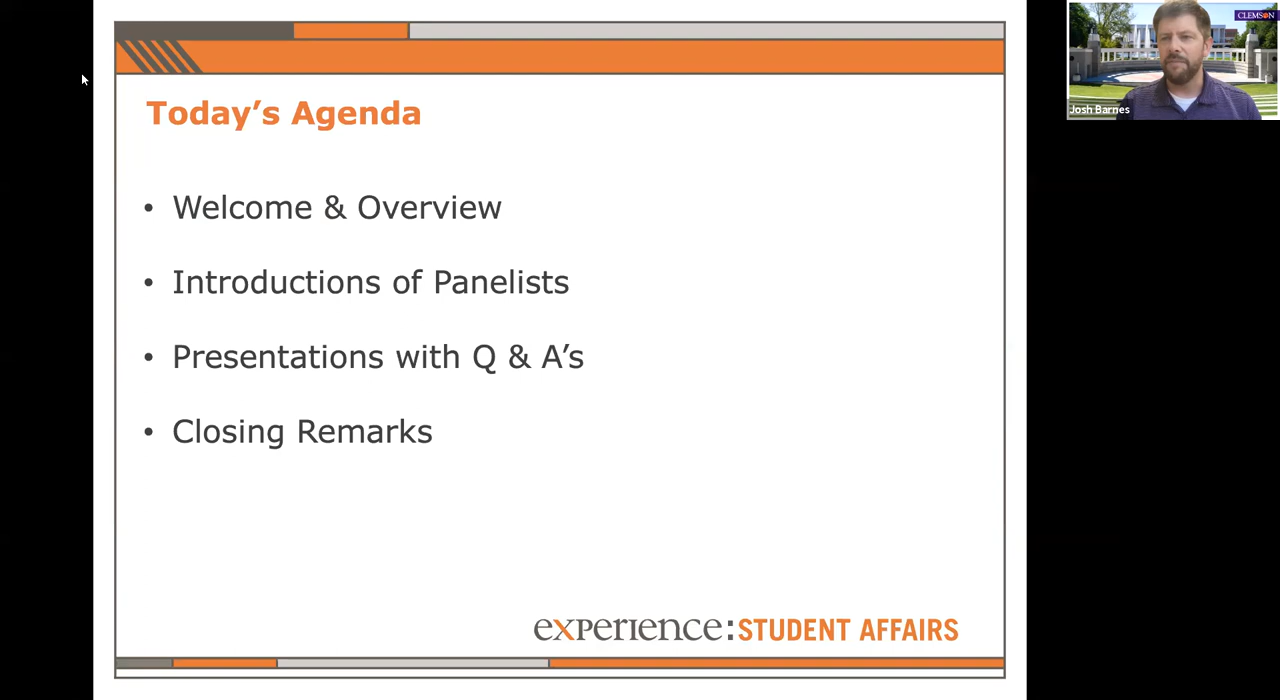 CLEMSON
Josh Barnes
Today's Agenda
• Welcome & Overview
• Introductions of Panelists
• Presentations with Q & A's
• Closing Remarks
experience:STUDENT AFFAIRS